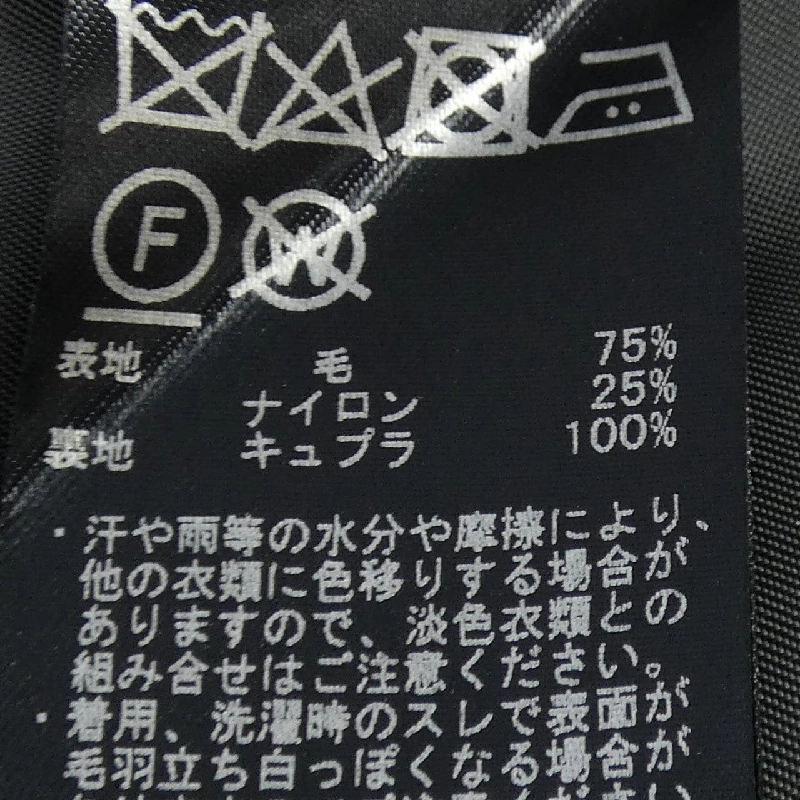 F W
表地 毛 75%
ナイロン 25%
裏地 キュプラ 100%
・汗や雨等の水分や摩擦により、
他の衣類に色移りする場合が
ありますので、淡色衣類との
組み合せはご注意ください。
・着用、洗濯時のスレで表面が
毛羽立ち白っぽくなる場合が